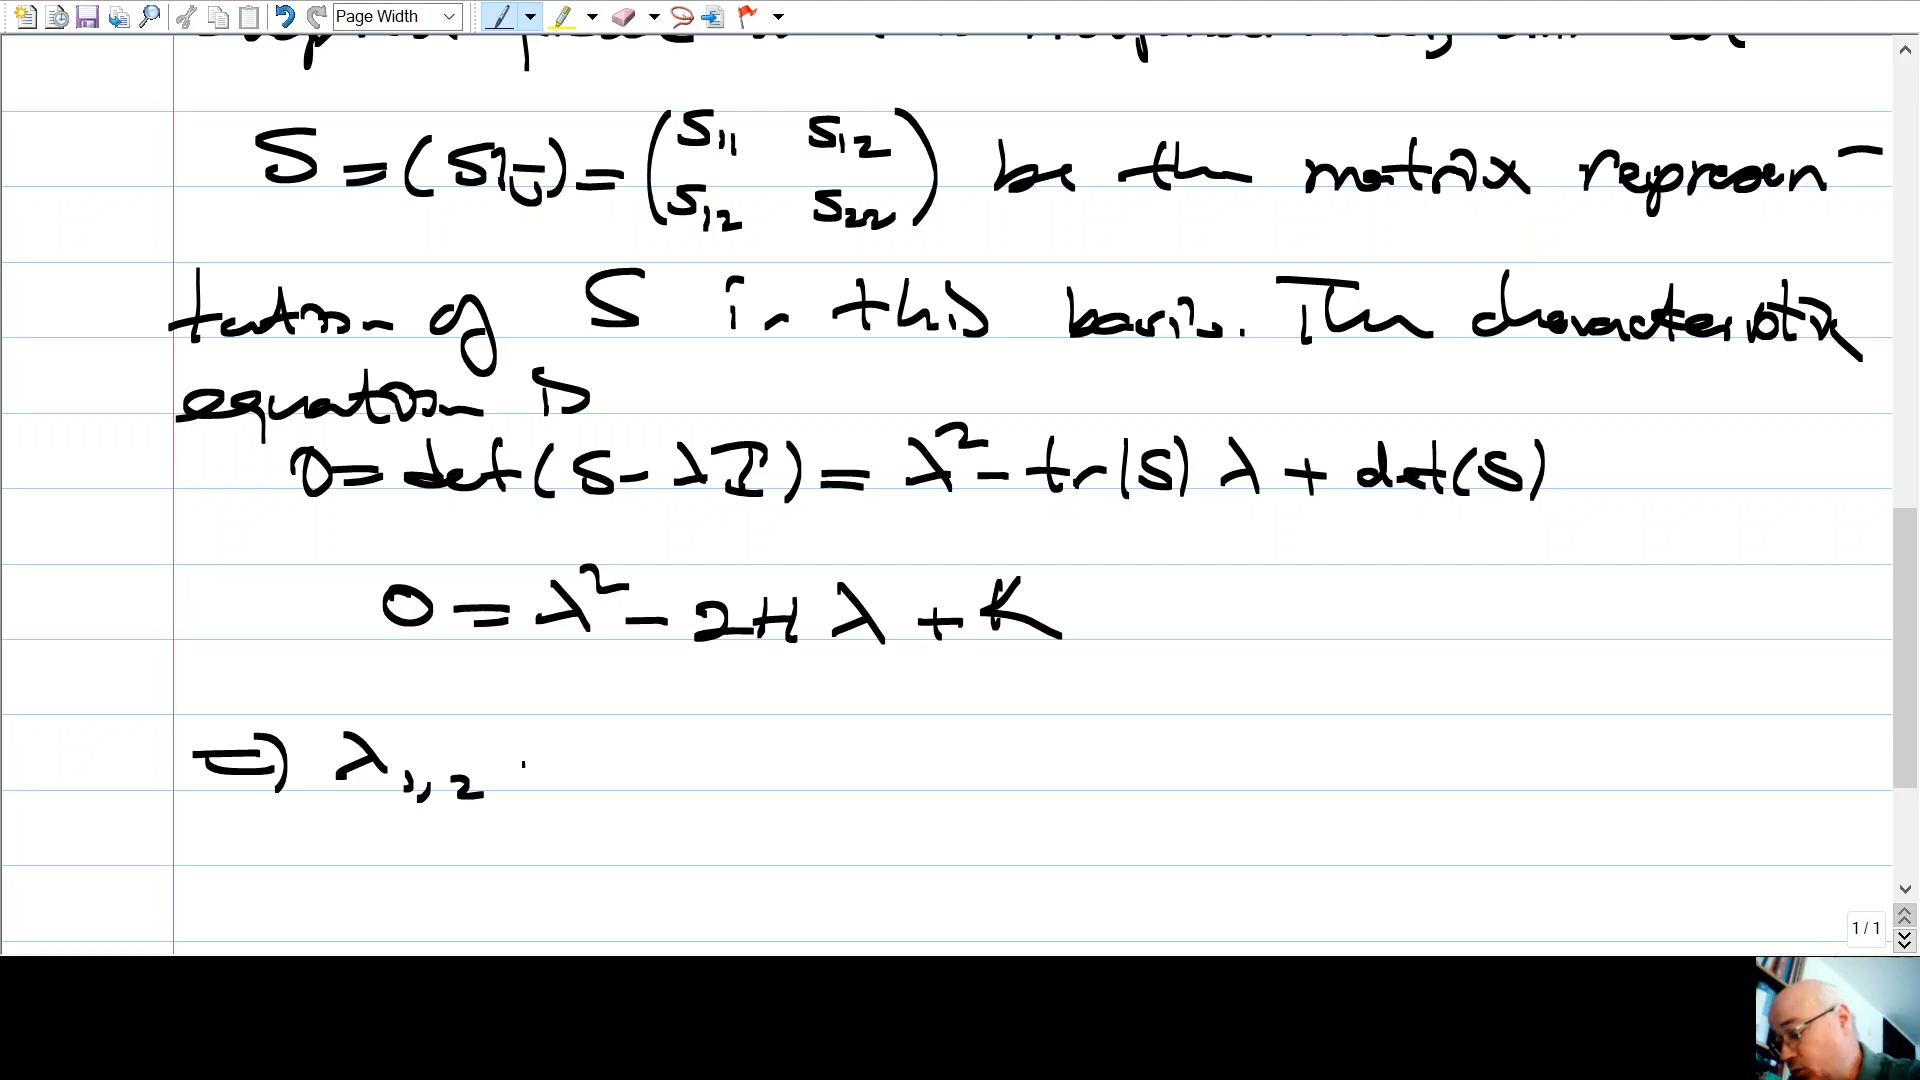 Page Width
S = (Sij) = (S11 S12
S12 S22) be the matrix represen-
tation of S in this basis. The characteristic
equation is
0 = det(S - λI) = λ² - tr(S) λ + det(S)
0 = λ² - 2H λ + K
⇒ λ1,2
1 / 1